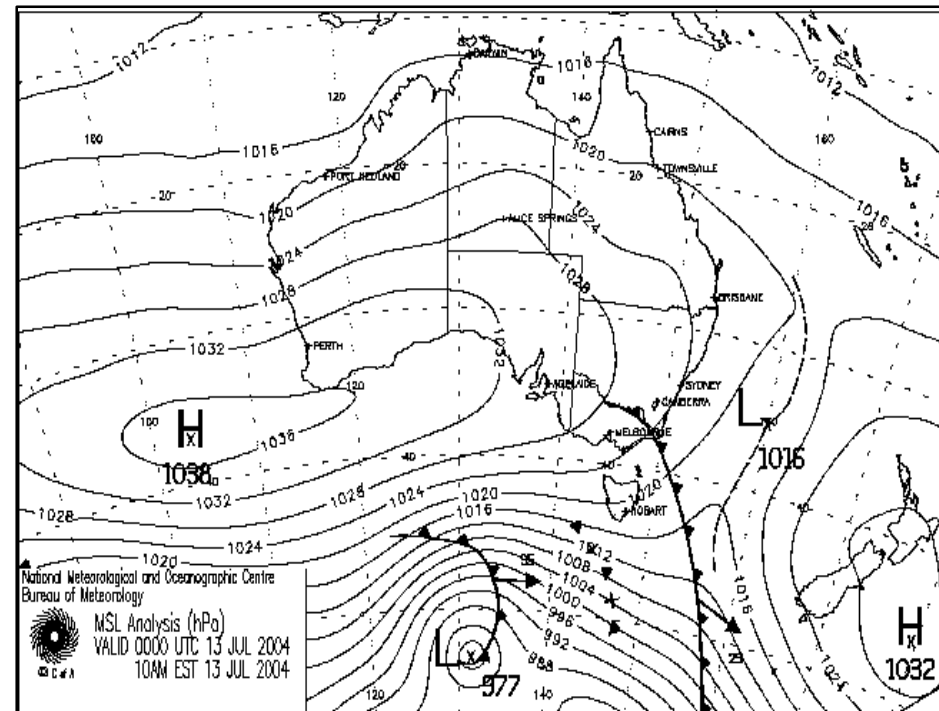 1012
DARWIN
1016
1012
120
140
100
160
CAIRNS
1016
20
1020
TOWNSVILLE
PORT HEDLAND
20
20
1020
ALICE SPRINGS
1024
1016
1024
1028
1028
BRISBANE
1032
PERTH
1032
120
ADELAIDE
SYDNEY
CANBERRA
H
100
1036
L
MELBOURNE
1016
1038
40
40
1032
1028
1024
1020
1020
1028
1016
HOBART
1024
1012
1020
95
1008
National Meteorological and Oceanographic Centre
Bureau of Meteorology
1004
1016
MSL Analysis (hPa)
1000
996
VALID 0000 UTC 13 JUL 2004
992
H
10AM EST 13 JUL 2004
L
988
25
1032
977
120
140
1024